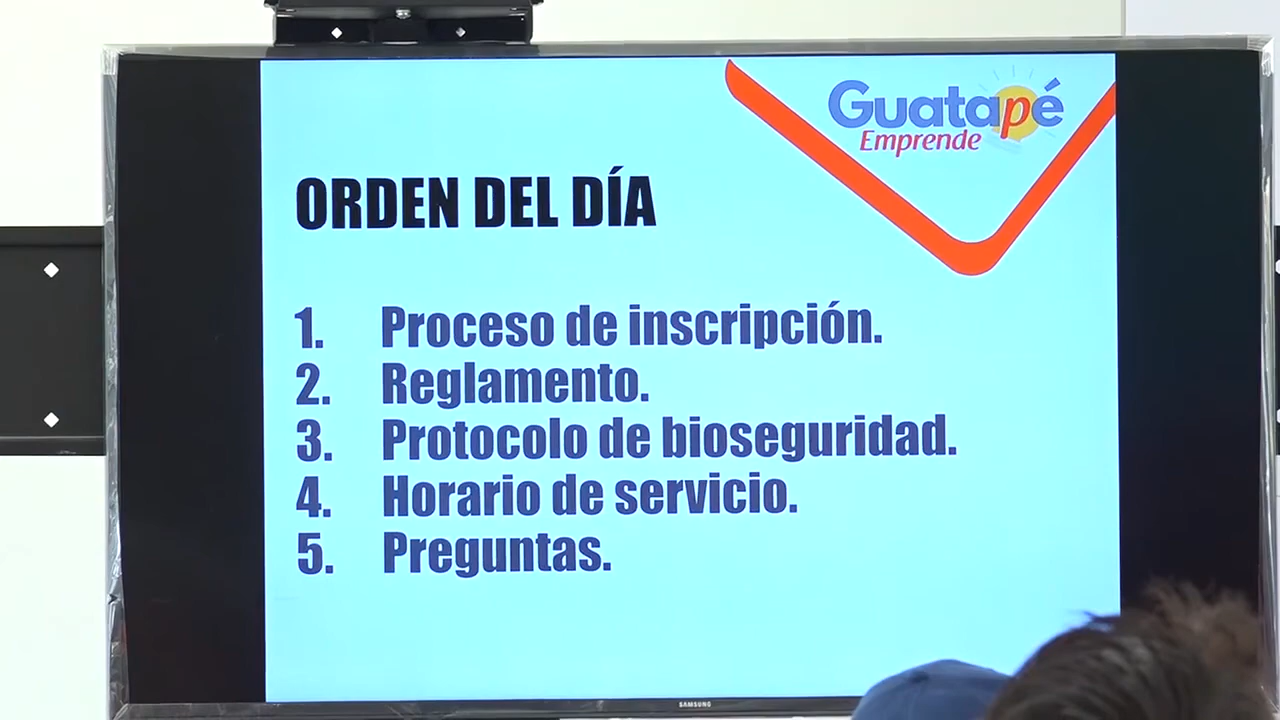 Guatapé
Emprende
ORDEN DEL DÍA
1. Proceso de inscripción.
2. Reglamento.
3. Protocolo de bioseguridad.
4. Horario de servicio.
5. Preguntas.
SAMSUNG